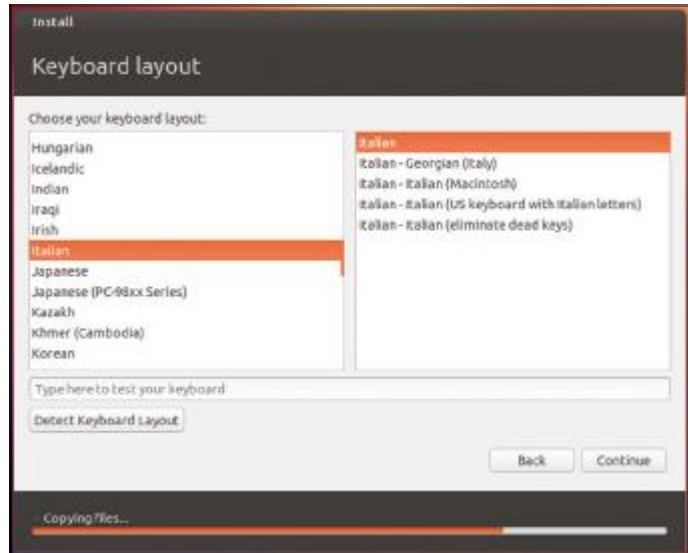 Install
Keyboard layout
Choose your keyboard layout:
Hungarian
Icelandic
Indian
Iraqi
Irish
Italian
Japanese
Japanese (PC-98xx Series)
Kazakh
Khmer (Cambodia)
Korean
Italian
Italian - Georgian (Italy)
Italian - Italian (Macintosh)
Italian - Italian (US keyboard with Italian letters)
Italian - Italian (eliminate dead keys)
Type here to test your keyboard
Detect Keyboard Layout
Back
Continue
Copying files...